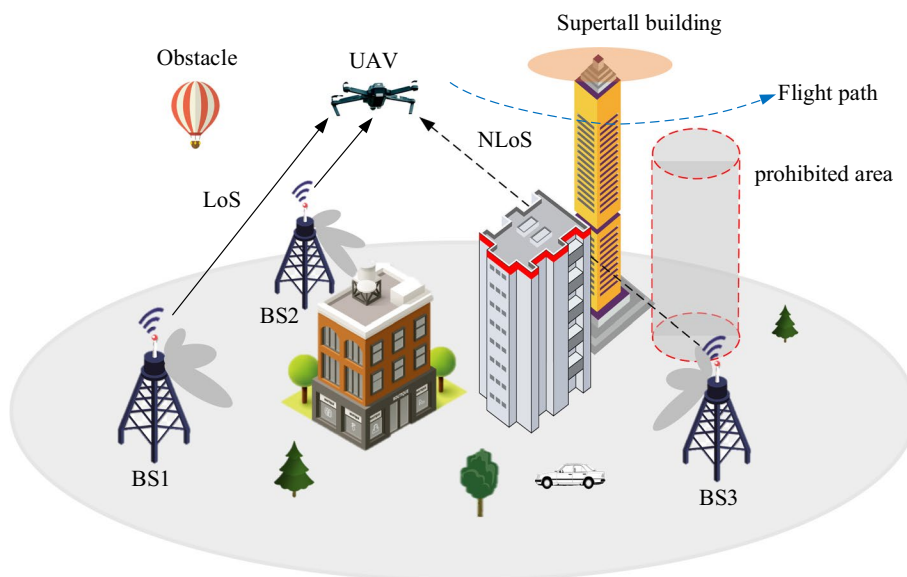 Supertall building
Obstacle
UAV
Flight path
NLoS
prohibited area
LoS
BS2
BS1
BS3